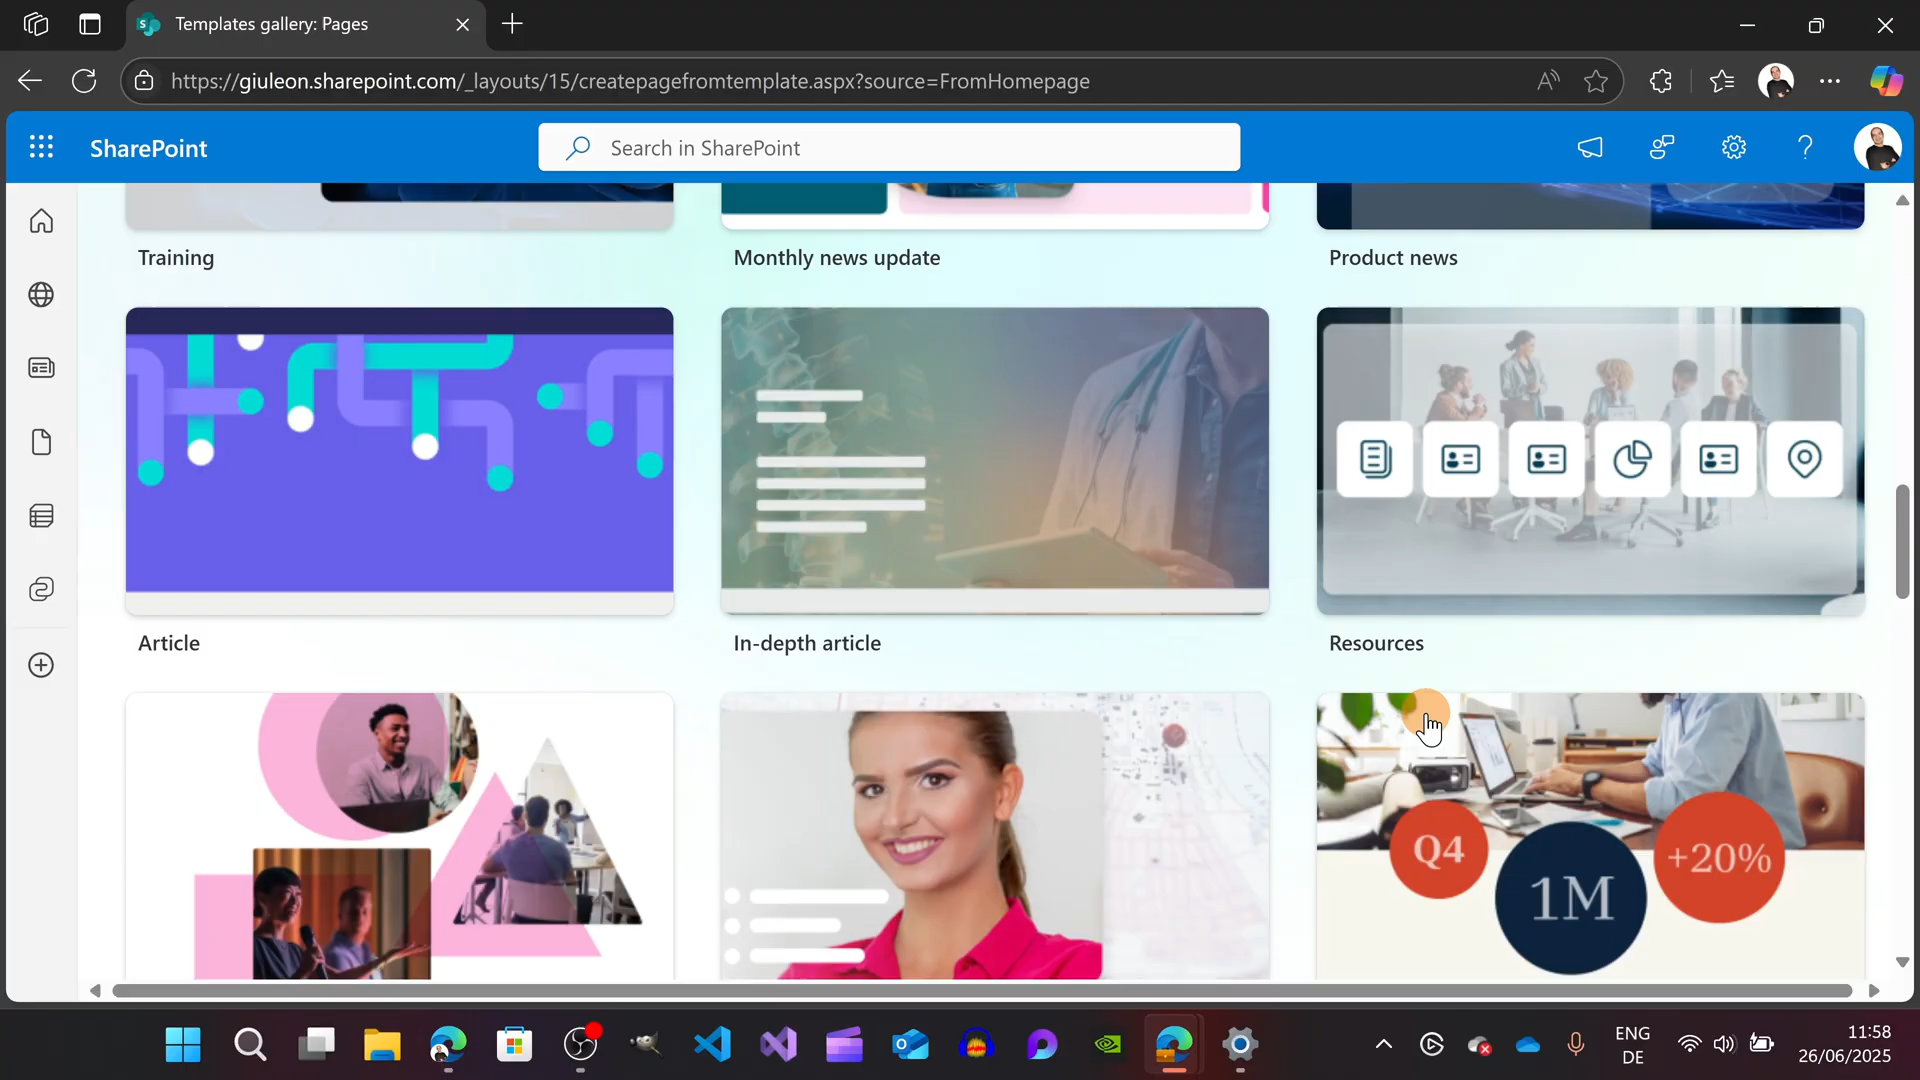 Templates gallery: Pages
https://giuleon.sharepoint.com/_layouts/15/createpagefromtemplate.aspx?source=FromHomepage
SharePoint
Search in SharePoint
Training
Monthly news update
Product news
Article
In-depth article
Resources
Q4
1M
+20%
ENG
DE
11:58
26/06/2025